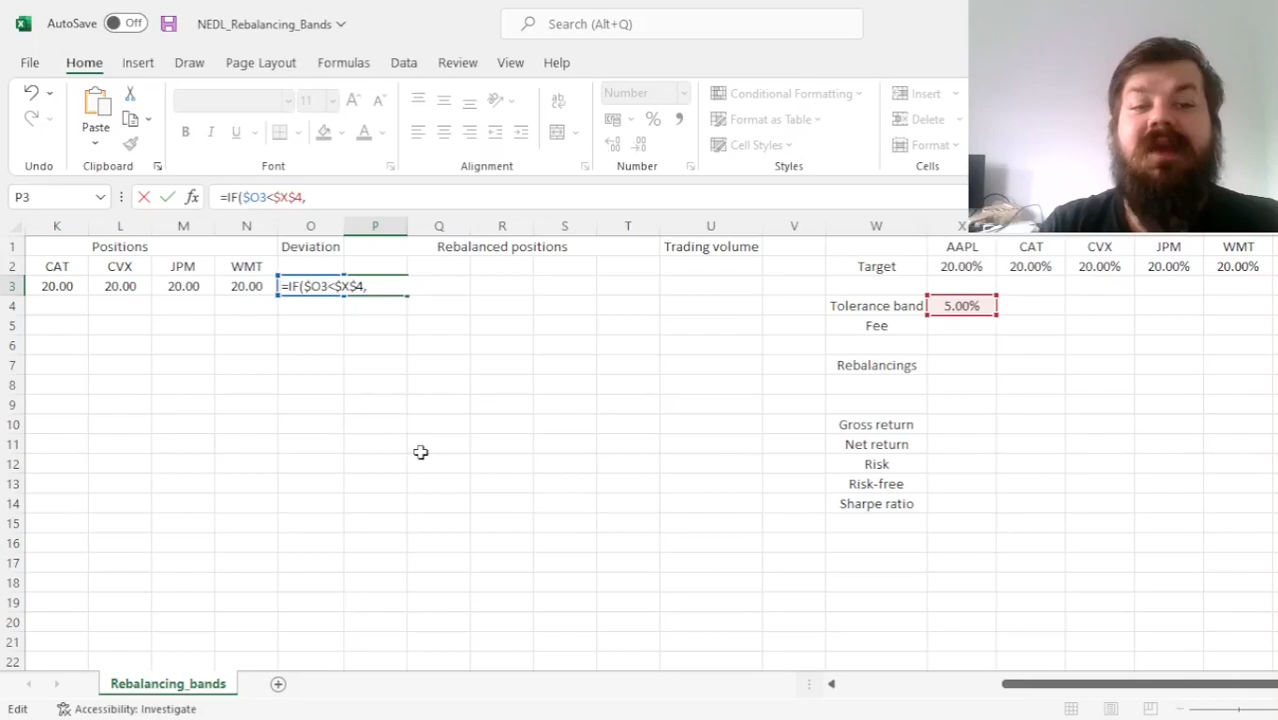 AutoSave Off NEDL_Rebalancing_Bands Search (Alt+Q)
File Home Insert Draw Page Layout Formulas Data Review View Help
Paste 11 Number Conditional Formatting Insert
B I U A % Format as Table Delete
Cell Styles Format
Undo Clipboard Font Alignment Number Styles Cells
P3 fx =IF($O3<$X$4,
K L M N O P Q R S T U V W X
1 Positions Deviation Rebalanced positions Trading volume AAPL CAT CVX JPM WMT
2 CAT CVX JPM WMT Target 20.00% 20.00% 20.00% 20.00% 20.00%
3 20.00 20.00 20.00 20.00 =IF($O3<$X$4,
4 Tolerance band 5.00%
5 Fee
6
7 Rebalancings
8
9
10 Gross return
11 Net return
12 Risk
13 Risk-free
14 Sharpe ratio
15
16
17
18
19
20
21
22
Rebalancing_bands
Edit Accessibility: Investigate